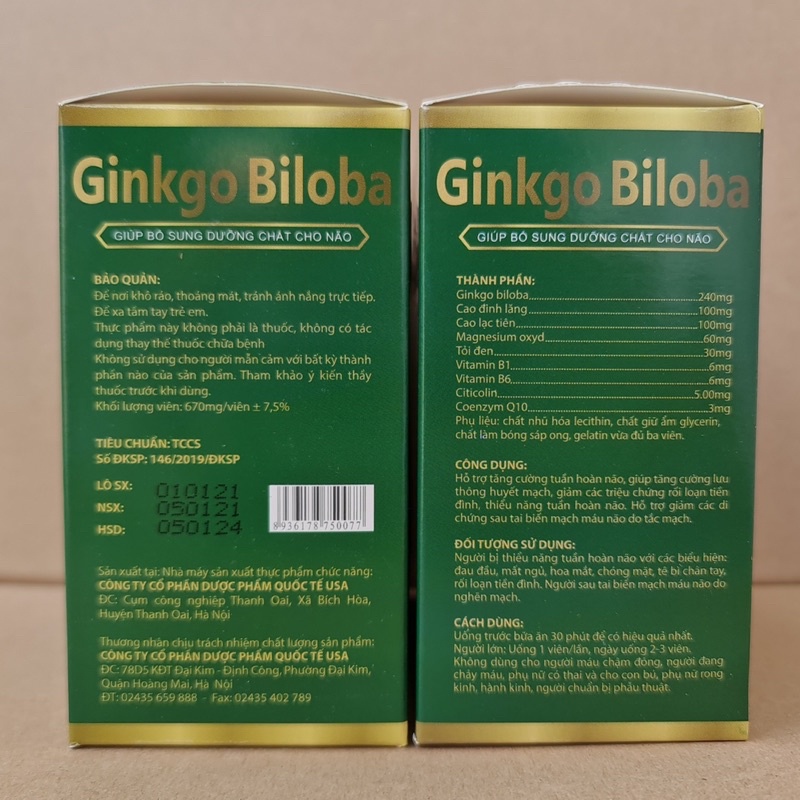 Ginkgo Biloba
GIÚP BỔ SUNG DƯỠNG CHẤT CHO NÃO
BẢO QUẢN:
Để nơi khô ráo, thoáng mát, tránh ánh nắng trực tiếp.
Để xa tầm tay trẻ em.
Thực phẩm này không phải là thuốc, không có tác
dụng thay thế thuốc chữa bệnh
Không sử dụng cho người mẫn cảm với bất kỳ thành
phần nào của sản phẩm. Tham khảo ý kiến thầy
thuốc trước khi dùng.
Khối lượng viên: 670mg/viên ± 7,5%
TIÊU CHUẨN: TCCS
Số ĐKSP: 146/2019/ĐKSP
LÔ SX: 010121
NSX: 050121
HSD: 050124
8936178 750077
Sản xuất tại: Nhà máy sản xuất thực phẩm chức năng:
CÔNG TY CỔ PHẦN DƯỢC PHẨM QUỐC TẾ USA
ĐC: Cụm công nghiệp Thanh Oai, Xã Bích Hòa,
Huyện Thanh Oai, Hà Nội
Thương nhân chịu trách nhiệm chất lượng sản phẩm:
CÔNG TY CỔ PHẦN DƯỢC PHẨM QUỐC TẾ USA
ĐC: 78D5 KĐT Đại Kim - Định Công, Phường Đại Kim,
Quận Hoàng Mai, Hà Nội
ĐT: 02435 659 888 - Fax: 02435 402 789
Ginkgo Biloba
GIÚP BỔ SUNG DƯỠNG CHẤT CHO NÃO
THÀNH PHẦN:
Ginkgo biloba 240mg
Cao đinh lăng 100mg
Cao lạc tiên 100mg
Magnesium oxyd 60mg
Tỏi đen 30mg
Vitamin B1 6mg
Vitamin B6 6mg
Citicolin 5.00mg
Coenzym Q10 3mg
Phụ liệu: chất nhũ hóa lecithin, chất giữ ẩm glycerin,
chất làm bóng sáp ong, gelatin vừa đủ ba viên.
CÔNG DỤNG:
Hỗ trợ tăng cường tuần hoàn não, giúp tăng cường lưu
thông huyết mạch, giảm các triệu chứng rối loạn tiền
đình, thiểu năng tuần hoàn não. Hỗ trợ giảm các di
chứng sau tai biến mạch máu não do tắc mạch.
ĐỐI TƯỢNG SỬ DỤNG:
Người bị thiểu năng tuần hoàn não với các biểu hiện:
đau đầu, mất ngủ, hoa mắt, chóng mặt, tê bì chân tay,
rối loạn tiền đình. Người sau tai biến mạch máu não do
nghẽn mạch.
CÁCH DÙNG:
Uống trước bữa ăn 30 phút để có hiệu quả nhất.
Người lớn: Uống 1 viên/lần, ngày uống 2-3 viên.
Không dùng cho người máu chậm đông, người đang
chảy máu, phụ nữ có thai và cho con bú, phụ nữ rong
kinh, hành kinh, người chuẩn bị phẫu thuật.